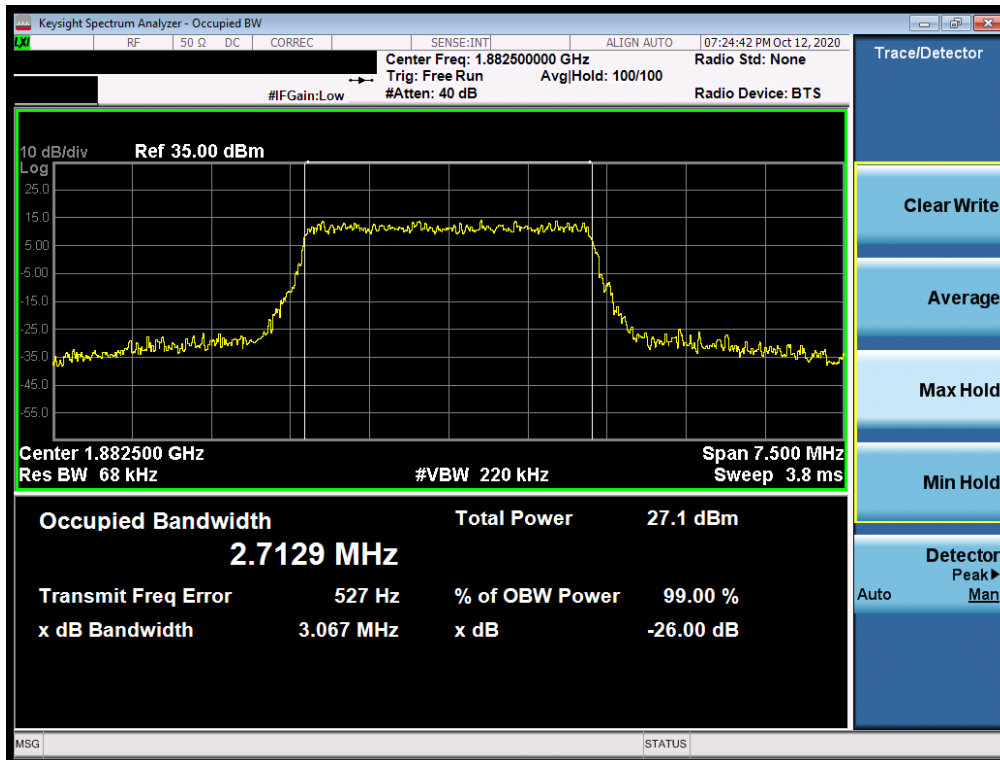 Keysight Spectrum Analyzer - Occupied BW
LXI RF 50 Ω DC CORREC SENSE:INT ALIGN AUTO 07:24:42 PM Oct 12, 2020
Center Freq: 1.882500000 GHz Radio Std: None
Trig: Free Run Avg|Hold: 100/100
#IFGain:Low #Atten: 40 dB Radio Device: BTS
Trace/Detector
10 dB/div Ref 35.00 dBm
Log
25.0
15.0
5.00
-5.00
-15.0
-25.0
-35.0
-45.0
-55.0
Center 1.882500 GHz Span 7.500 MHz
Res BW 68 kHz #VBW 220 kHz Sweep 3.8 ms
Occupied Bandwidth Total Power 27.1 dBm
2.7129 MHz
Transmit Freq Error 527 Hz % of OBW Power 99.00 %
x dB Bandwidth 3.067 MHz x dB -26.00 dB
Clear Write
Average
Max Hold
Min Hold
Detector
Peak▶
Auto Man
MSG STATUS